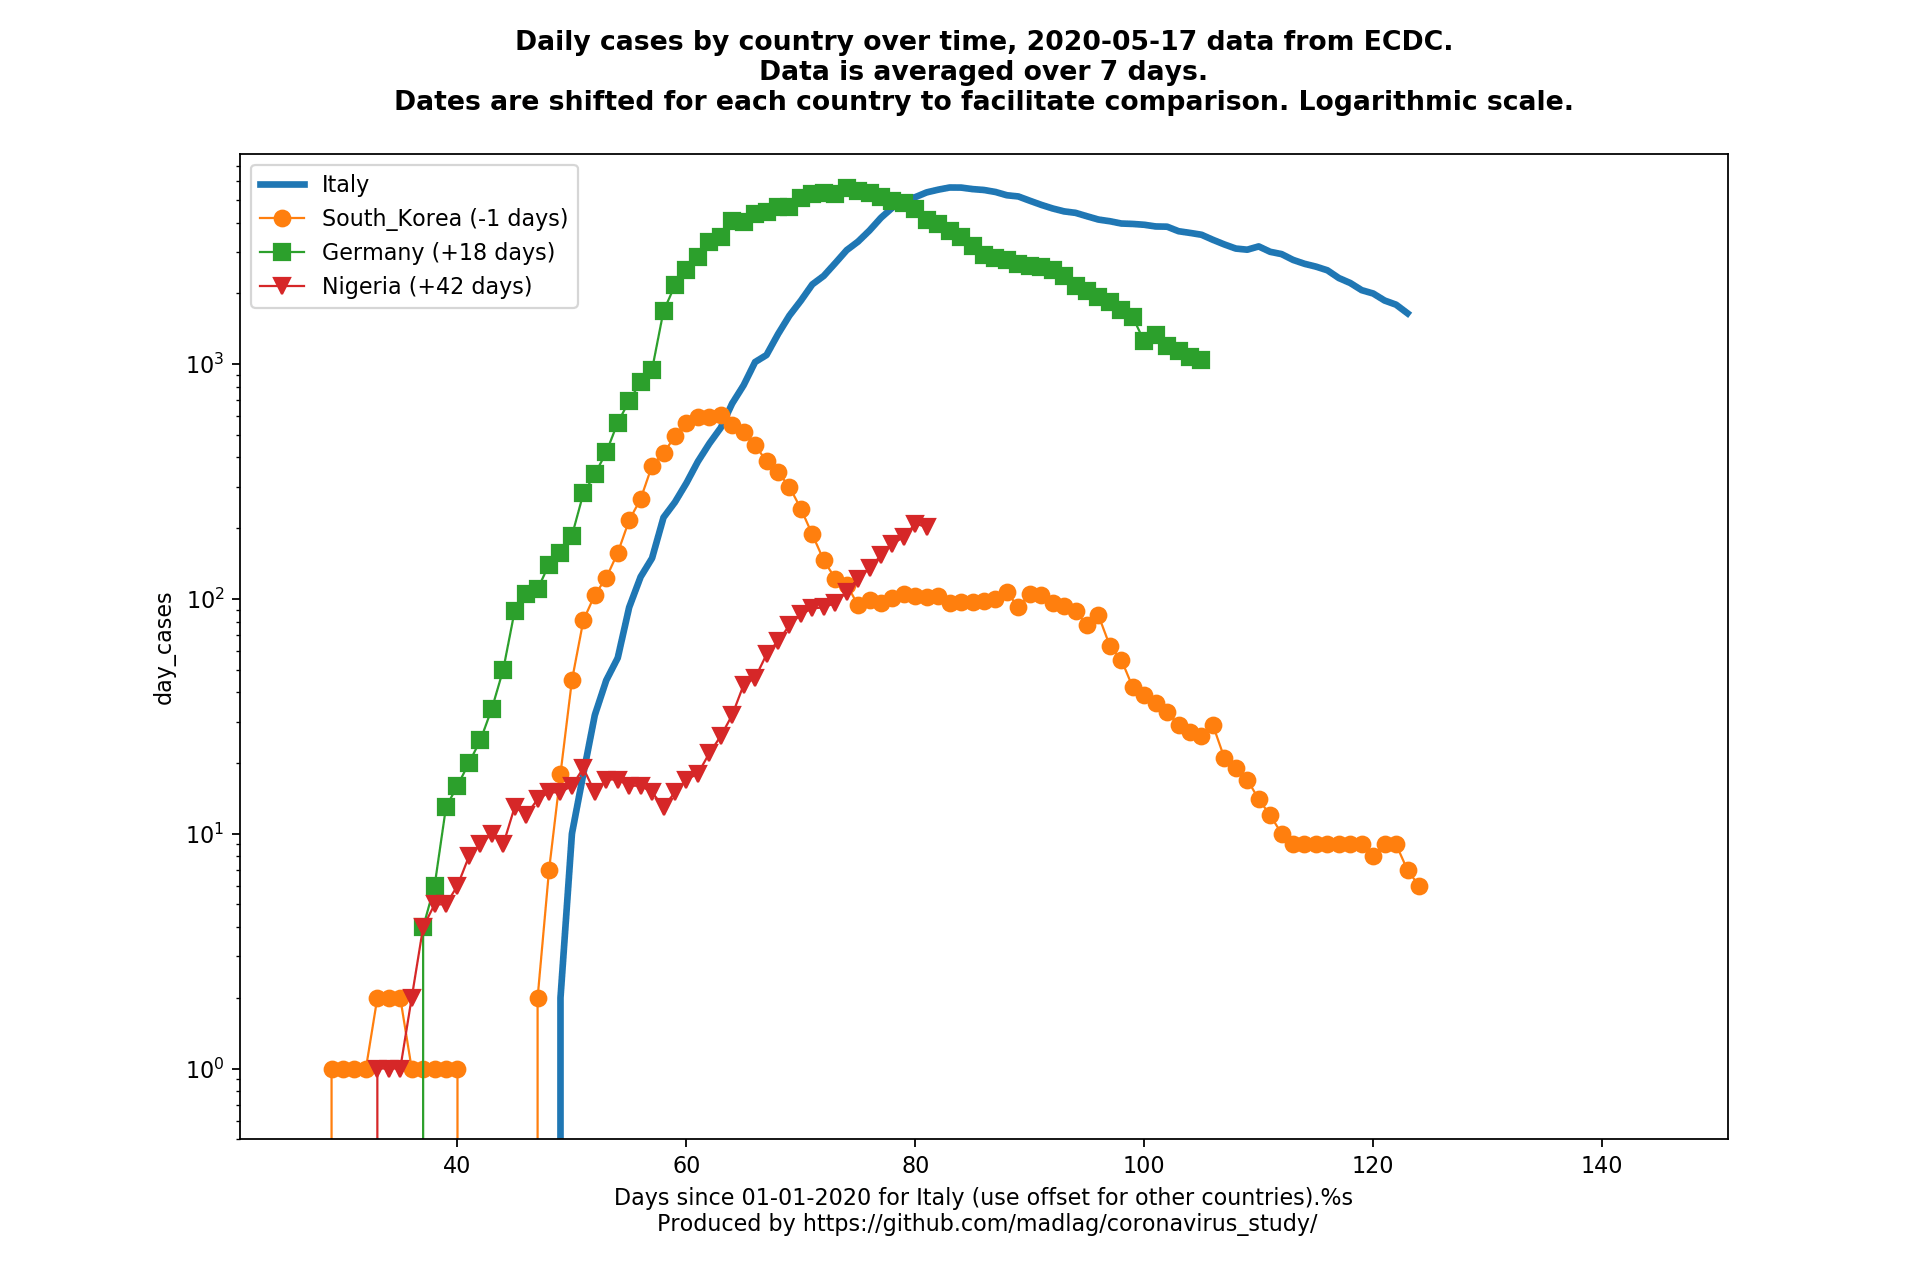 Daily cases by country over time, 2020-05-17 data from ECDC.
Data is averaged over 7 days.
Dates are shifted for each country to facilitate comparison. Logarithmic scale.
Italy
South_Korea (-1 days)
Germany (+18 days)
Nigeria (+42 days)
day_cases
10³
10²
10¹
10⁰
40 60 80 100 120 140
Days since 01-01-2020 for Italy (use offset for other countries).%s
Produced by https://github.com/madlag/coronavirus_study/